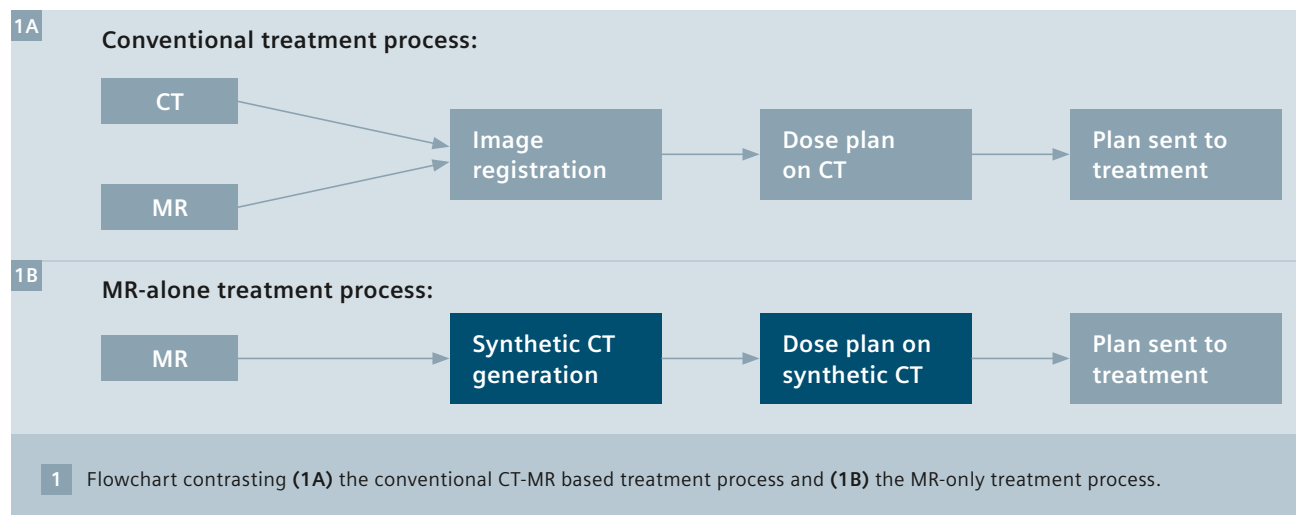 1A
Conventional treatment process:
CT
MR
Image
registration
Dose plan
on CT
Plan sent to
treatment
1B
MR-alone treatment process:
MR
Synthetic CT
generation
Dose plan on
synthetic CT
Plan sent to
treatment
1 Flowchart contrasting (1A) the conventional CT-MR based treatment process and (1B) the MR-only treatment process.